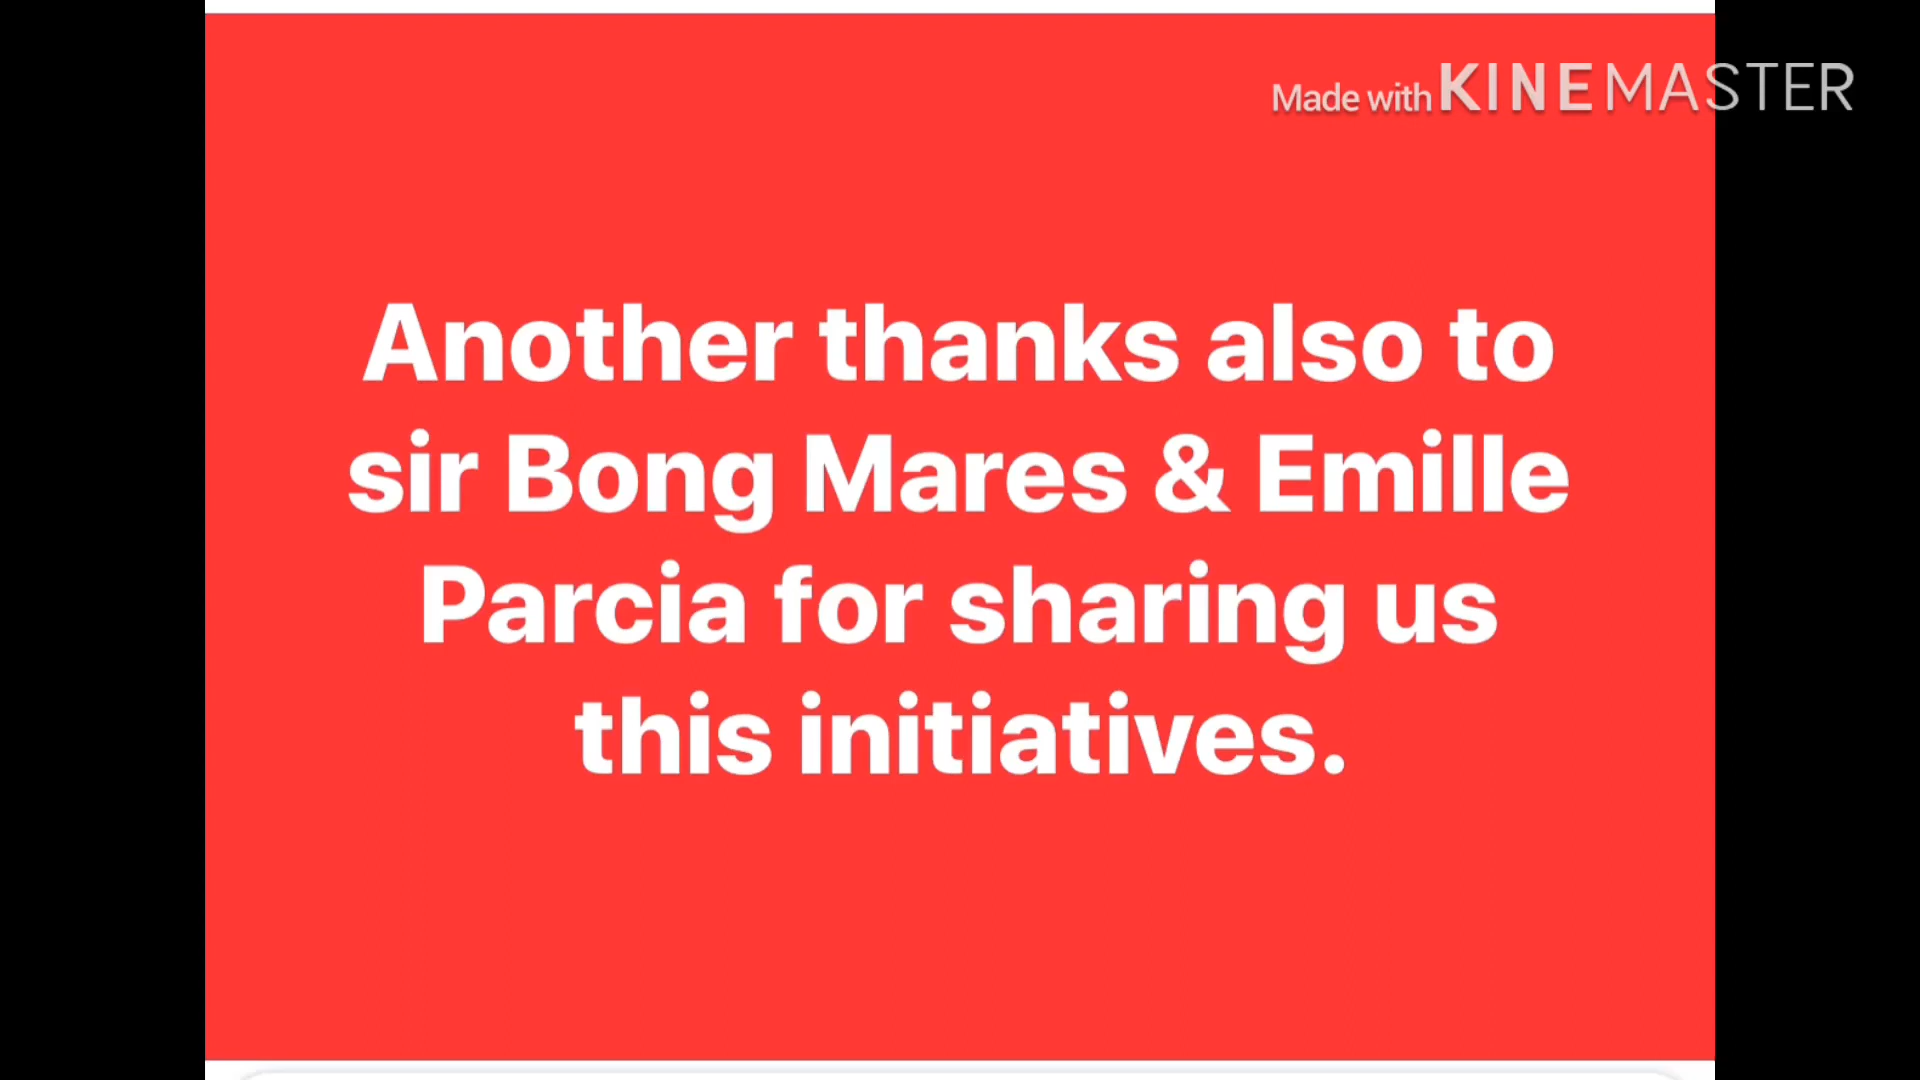 Made with KINEMASTER
Another thanks also to
sir Bong Mares & Emille
Parcia for sharing us
this initiatives.